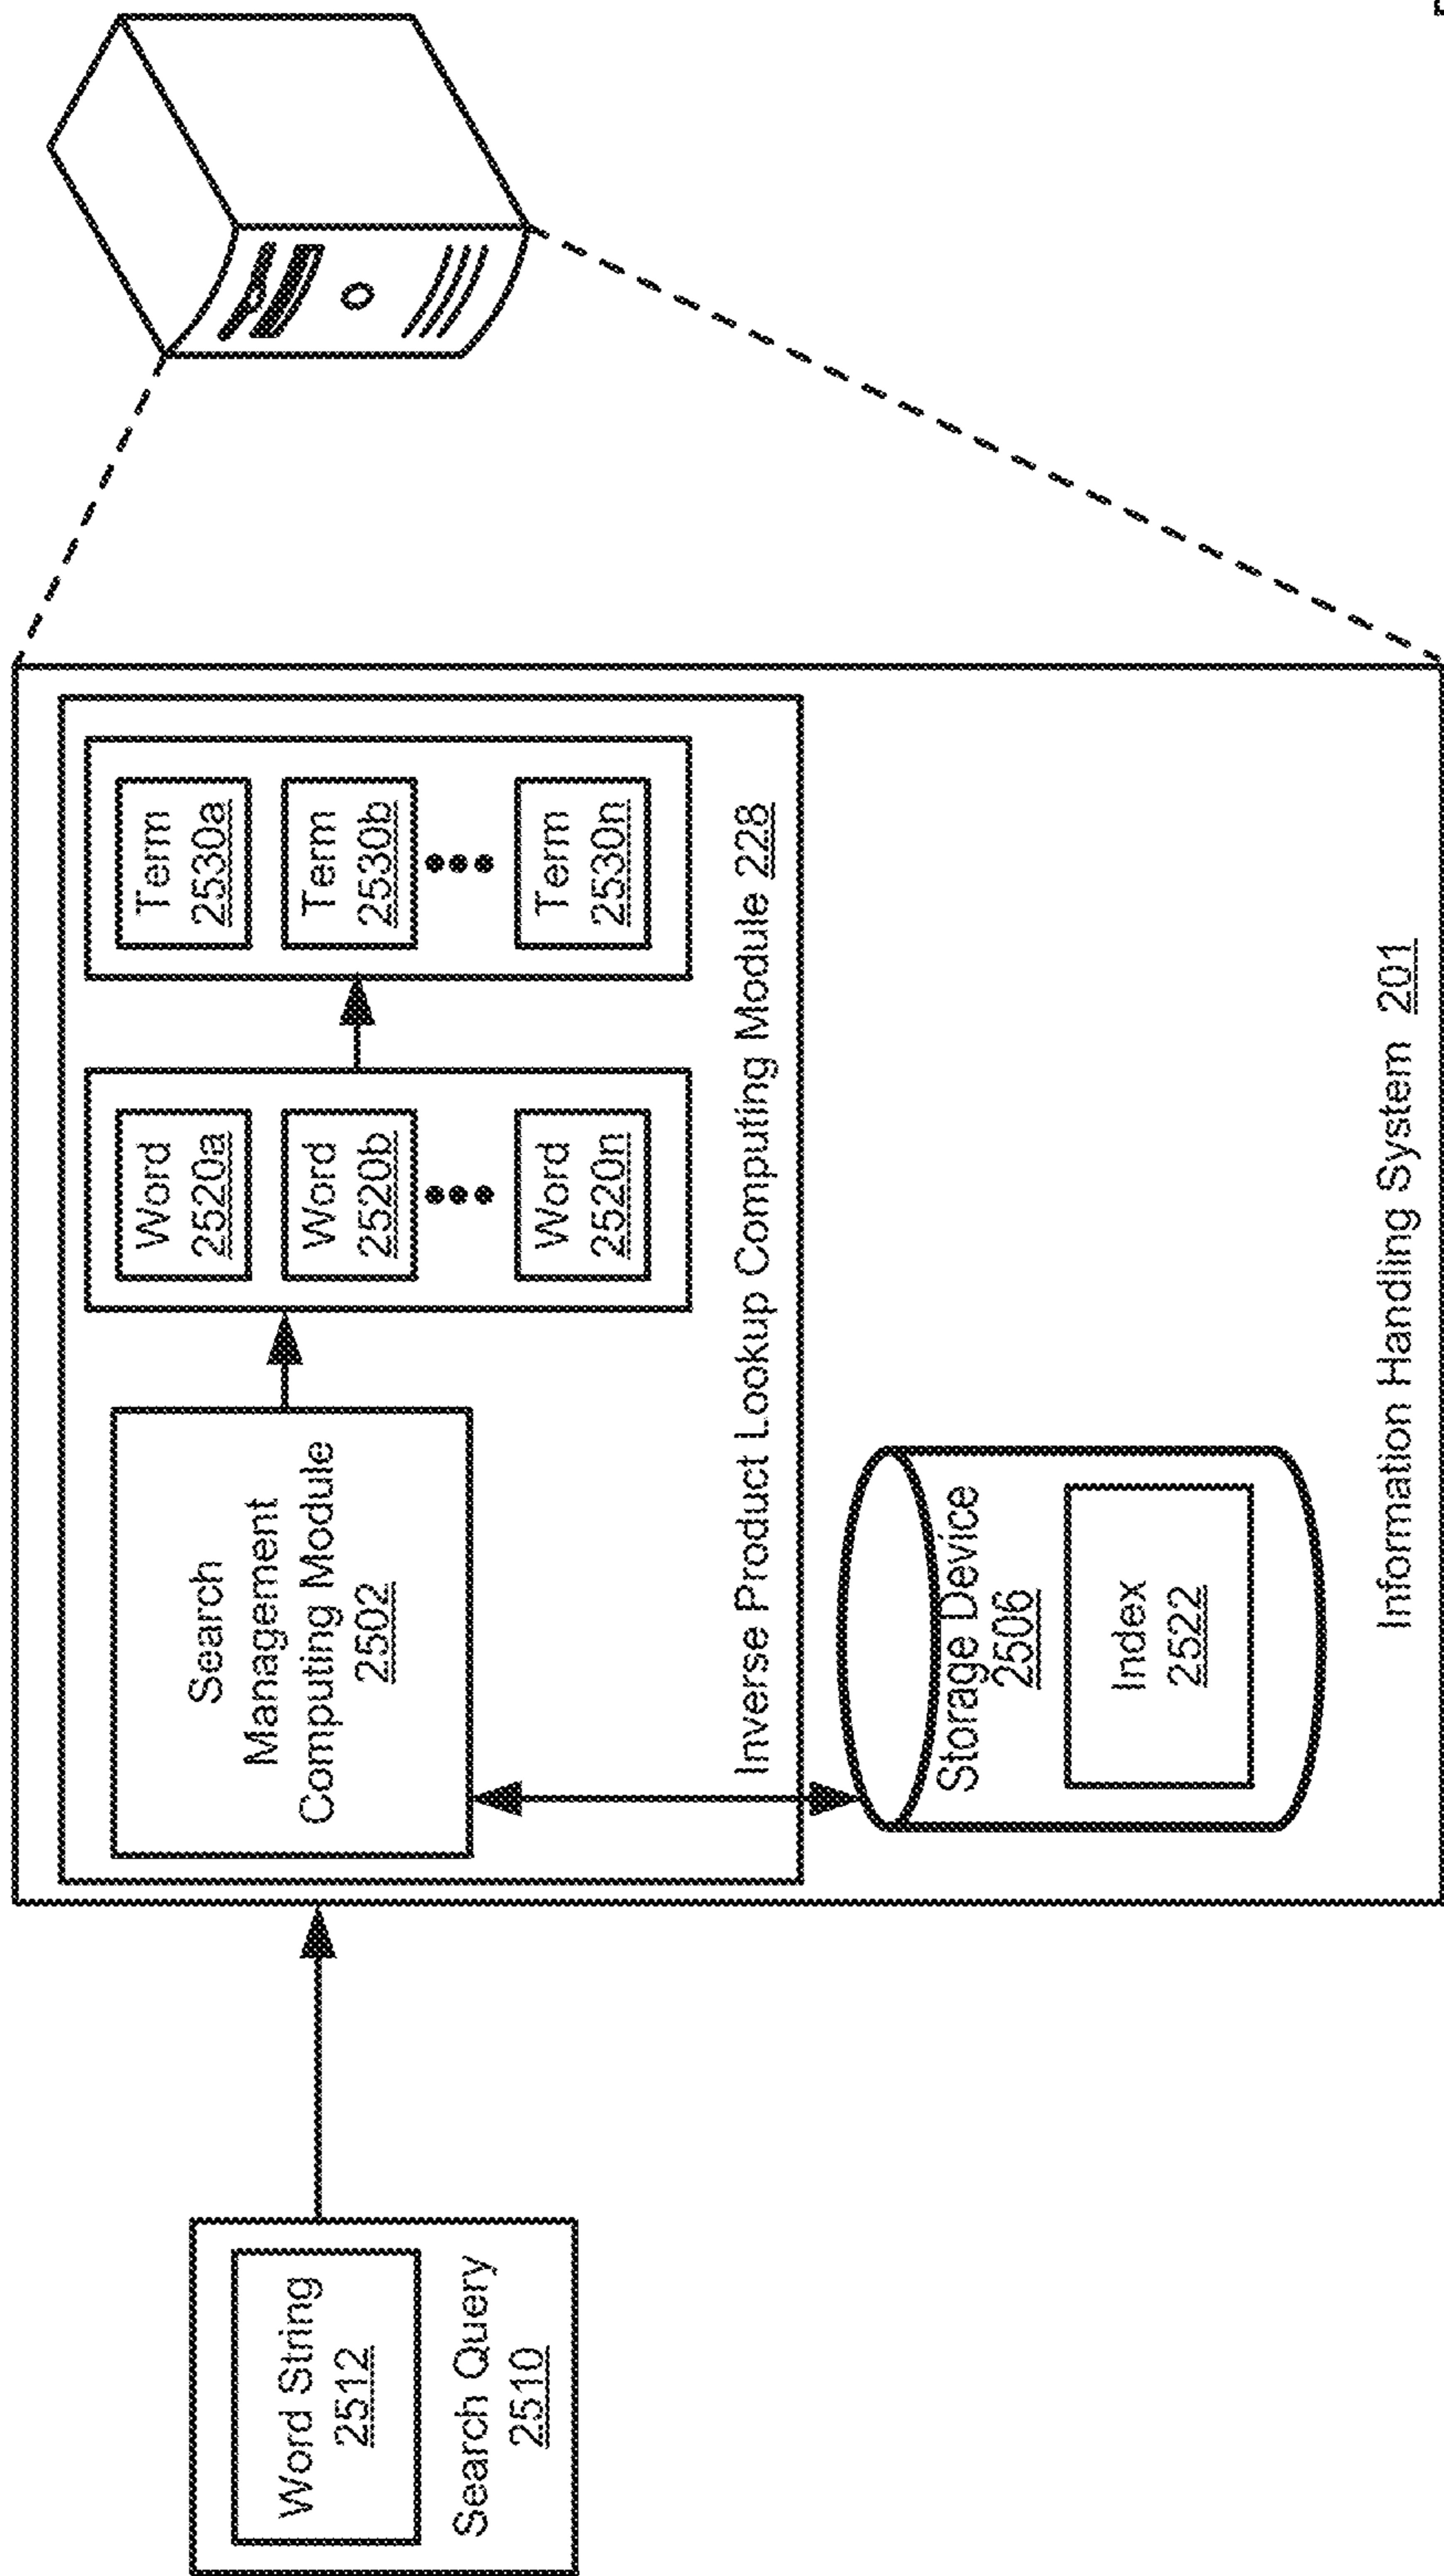 Word String
2512
Search Query
2510
Search
Management
Computing Module
2502
Word
2520a
Word
2520b
Word
2520n
Term
2530a
Term
2530b
Term
2530n
Inverse Product Lookup Computing Module 228
Storage Device
2506
Index
2522
Information Handling System 201